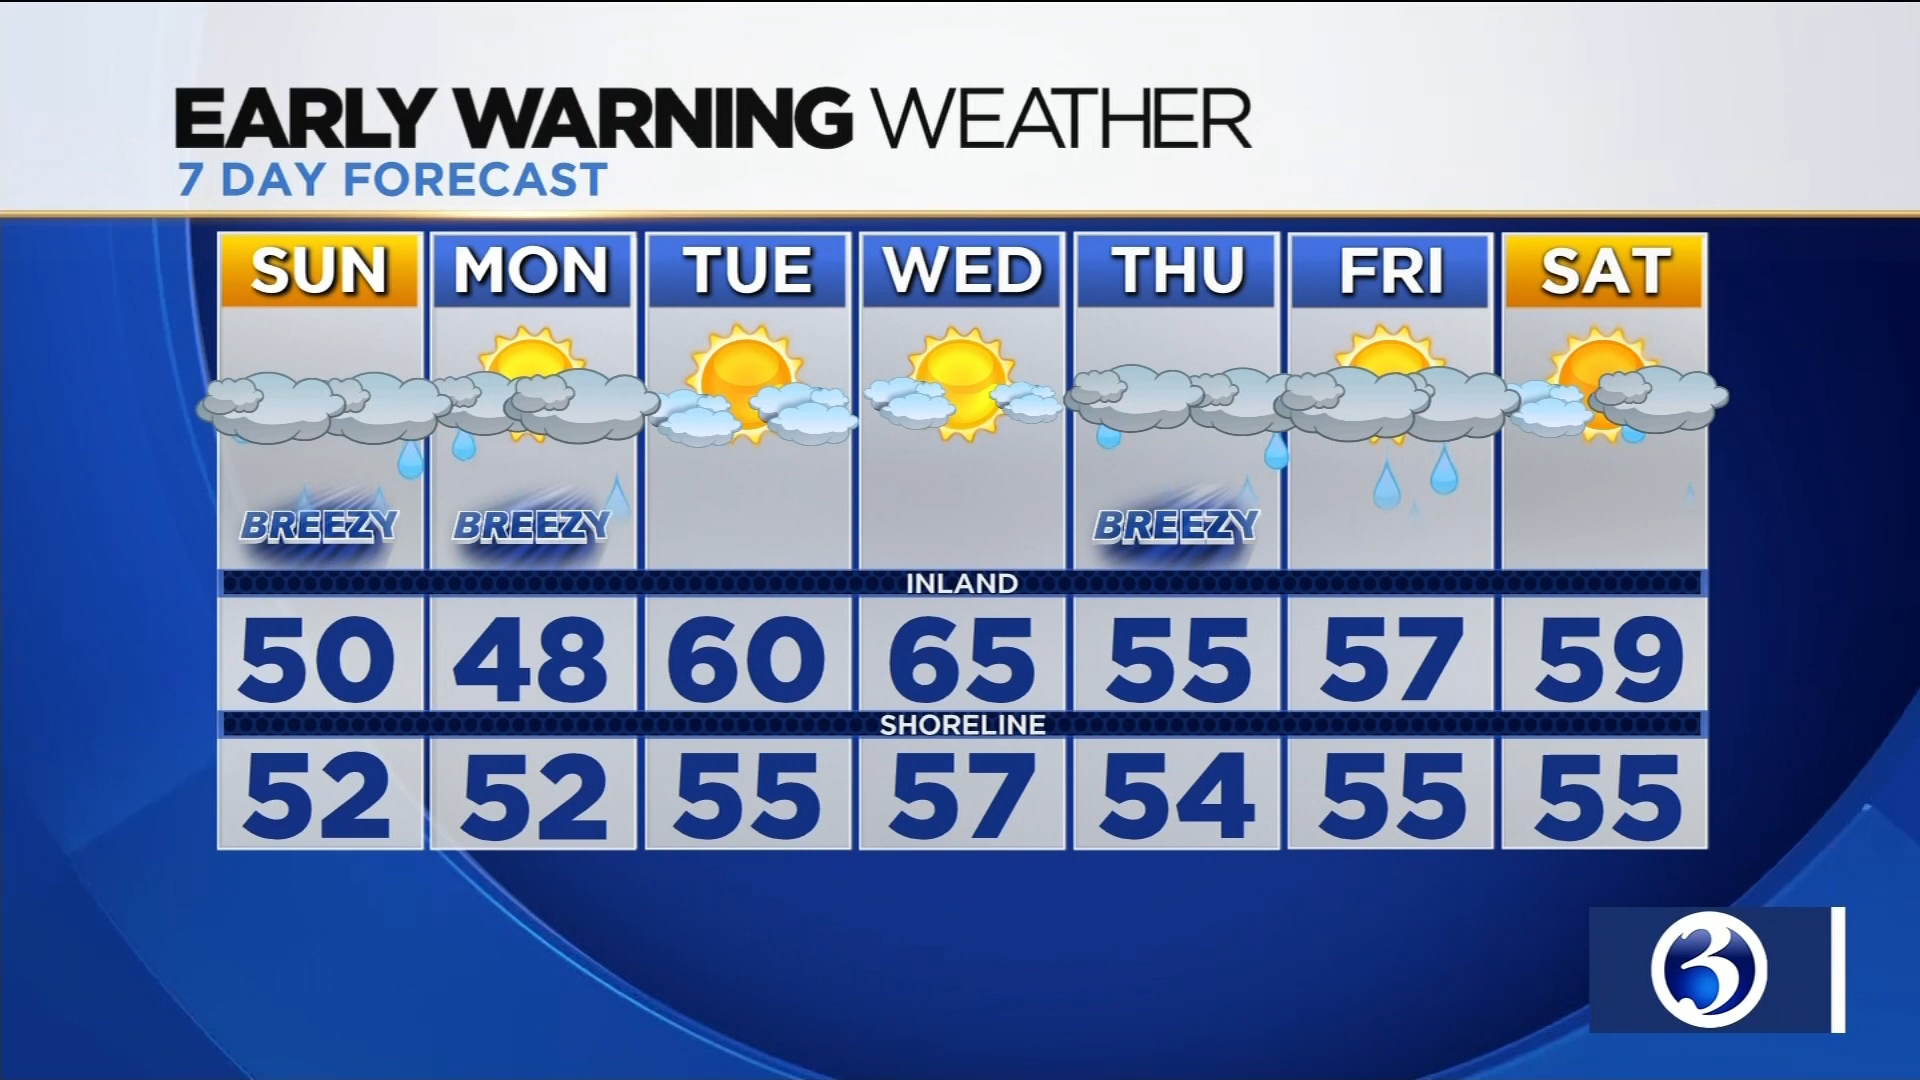 EARLY WARNING WEATHER
7 DAY FORECAST
SUN MON TUE WED THU FRI SAT
BREEZY BREEZY BREEZY
INLAND
50 48 60 65 55 57 59
SHORELINE
52 52 55 57 54 55 55
3